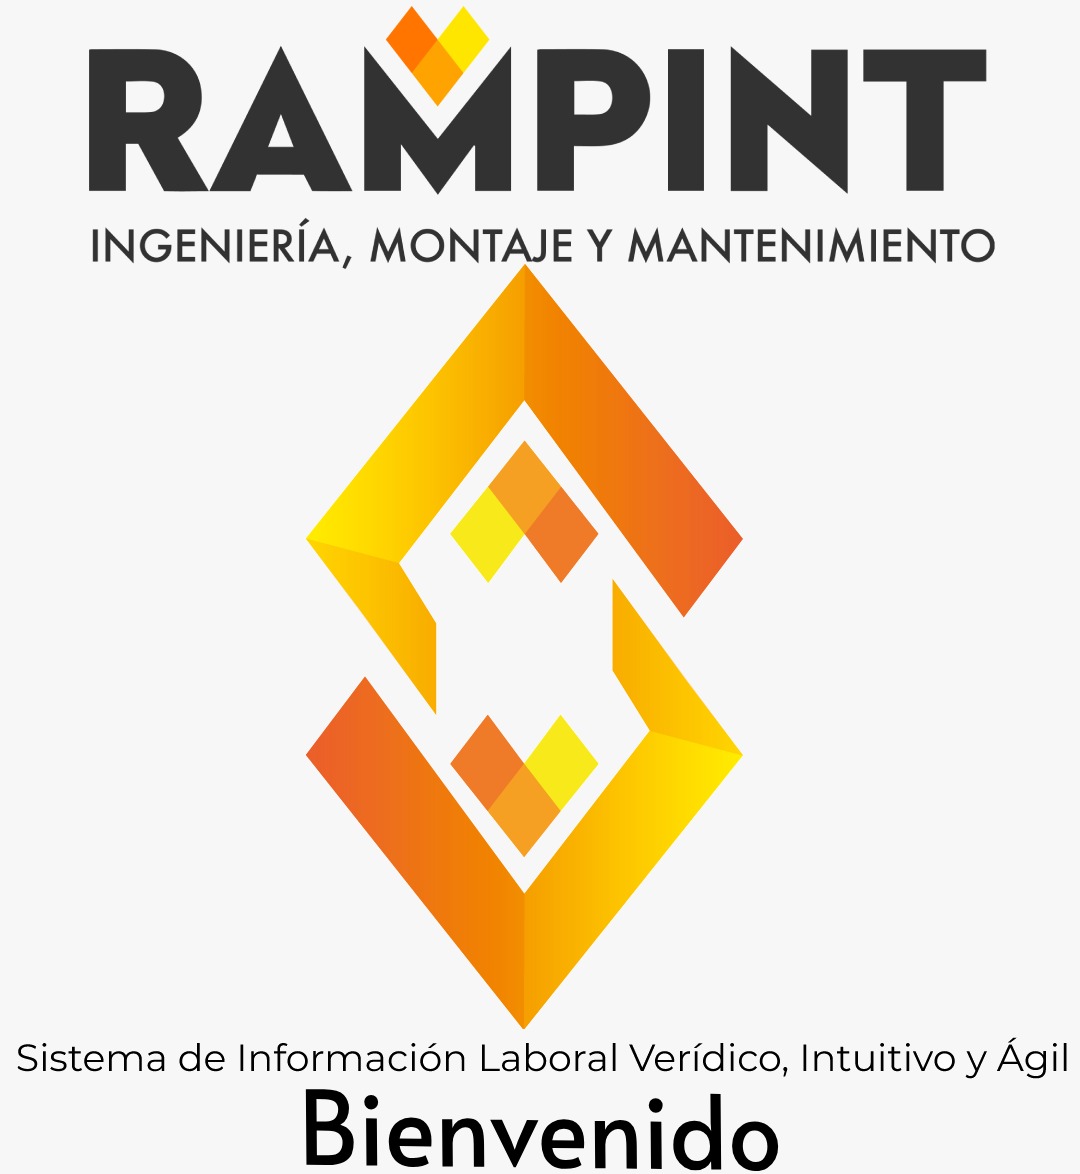 RAMPINT
INGENIERÍA, MONTAJE Y MANTENIMIENTO
Sistema de Información Laboral Verídico, Intuitivo y Ágil
Bienvenido